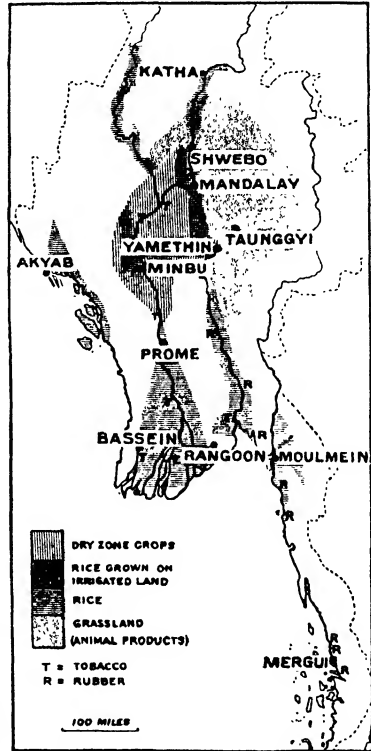 KATHA
SHWEBO
MANDALAY
TAUNGGYI
YAMETHIN
AKYAB
MINBU
R
PROME
R
R
BASSEIN
RANGOON
MOULMEIN
T
R
R
DRY ZONE CROPS
RICE GROWN ON
IRRIGATED LAND
RICE
GRASSLAND
(ANIMAL PRODUCTS)
T = TOBACCO
R = RUBBER
MERGUI
R
R
R
R
100 MILES